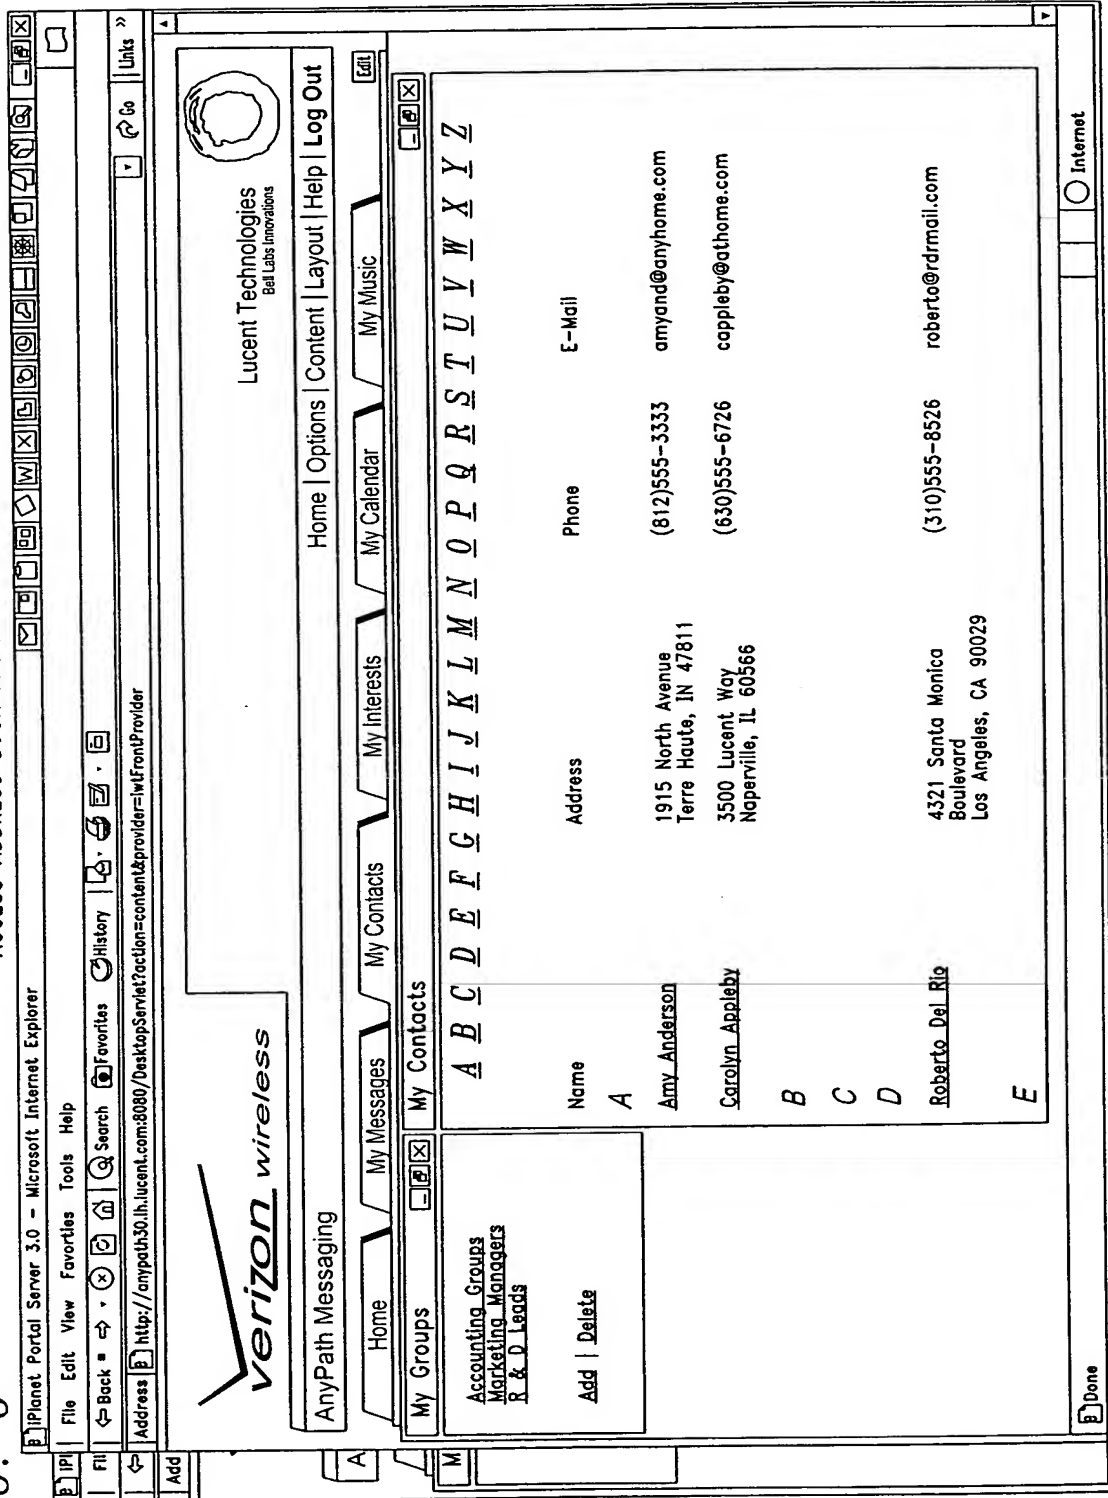 iPlanet Portal Server 3.0 - Microsoft Internet Explorer
File Edit View Favorties Tools Help
Back Search Favorites History
Address http://anypath30.ih.lucent.com:8080/DesktopServlet?action=content&provider=iwtFrontProvider Go Links »
verizon wireless
Lucent Technologies
Bell Labs Innovations
AnyPath Messaging Home | Options | Content | Layout | Help | Log Out
Home My Messages My Contacts My Interests My Calendar My Music Edit
My Groups
Accounting Groups
Marketing Managers
R & D Leads
Add | Delete
My Contacts
A B C D E F G H I J K L M N O P Q R S T U V W X Y Z
Name Address Phone E-Mail
A
Amy Anderson 1915 North Avenue (812)555-3333 amyand@anyhome.com
Terre Haute, IN 47811
Carolyn Appleby 3500 Lucent Way (630)555-6726 cappleby@athome.com
Naperville, IL 60566
B
C
D
Roberto Del Rio 4321 Santa Monica (310)555-8526 roberto@rdrmail.com
Boulevard
Los Angeles, CA 90029
E
Done Internet
iPl
Fil
Add
A
M